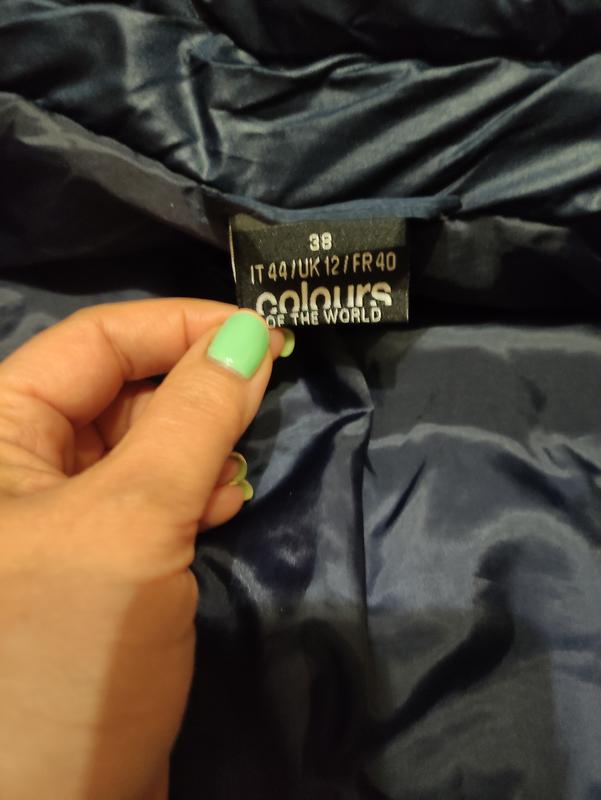 38
IT 44/UK 12/FR 40
colours
OF THE WORLD